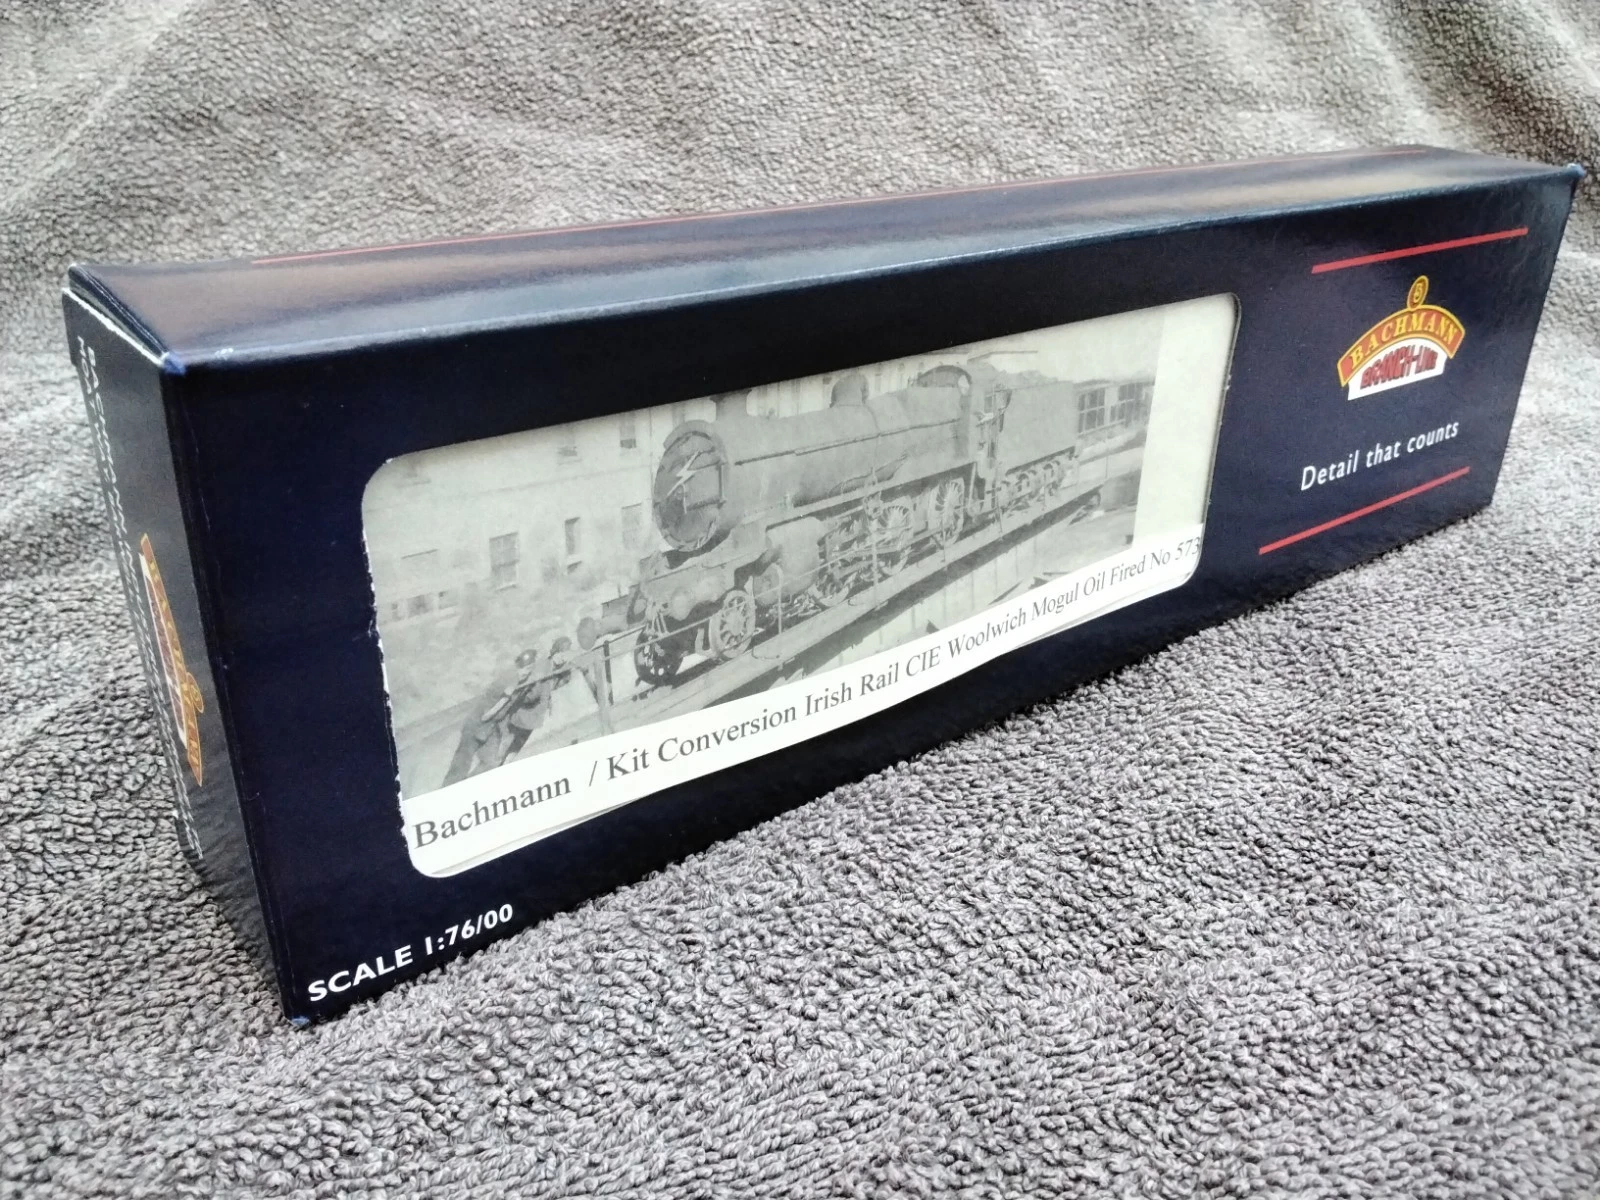 BACHMANN
BRANCH-LINE
Detail that counts
Bachmann / Kit Conversion Irish Rail CIE Woolwich Mogul Oil Fired No 573
SCALE 1:76/00